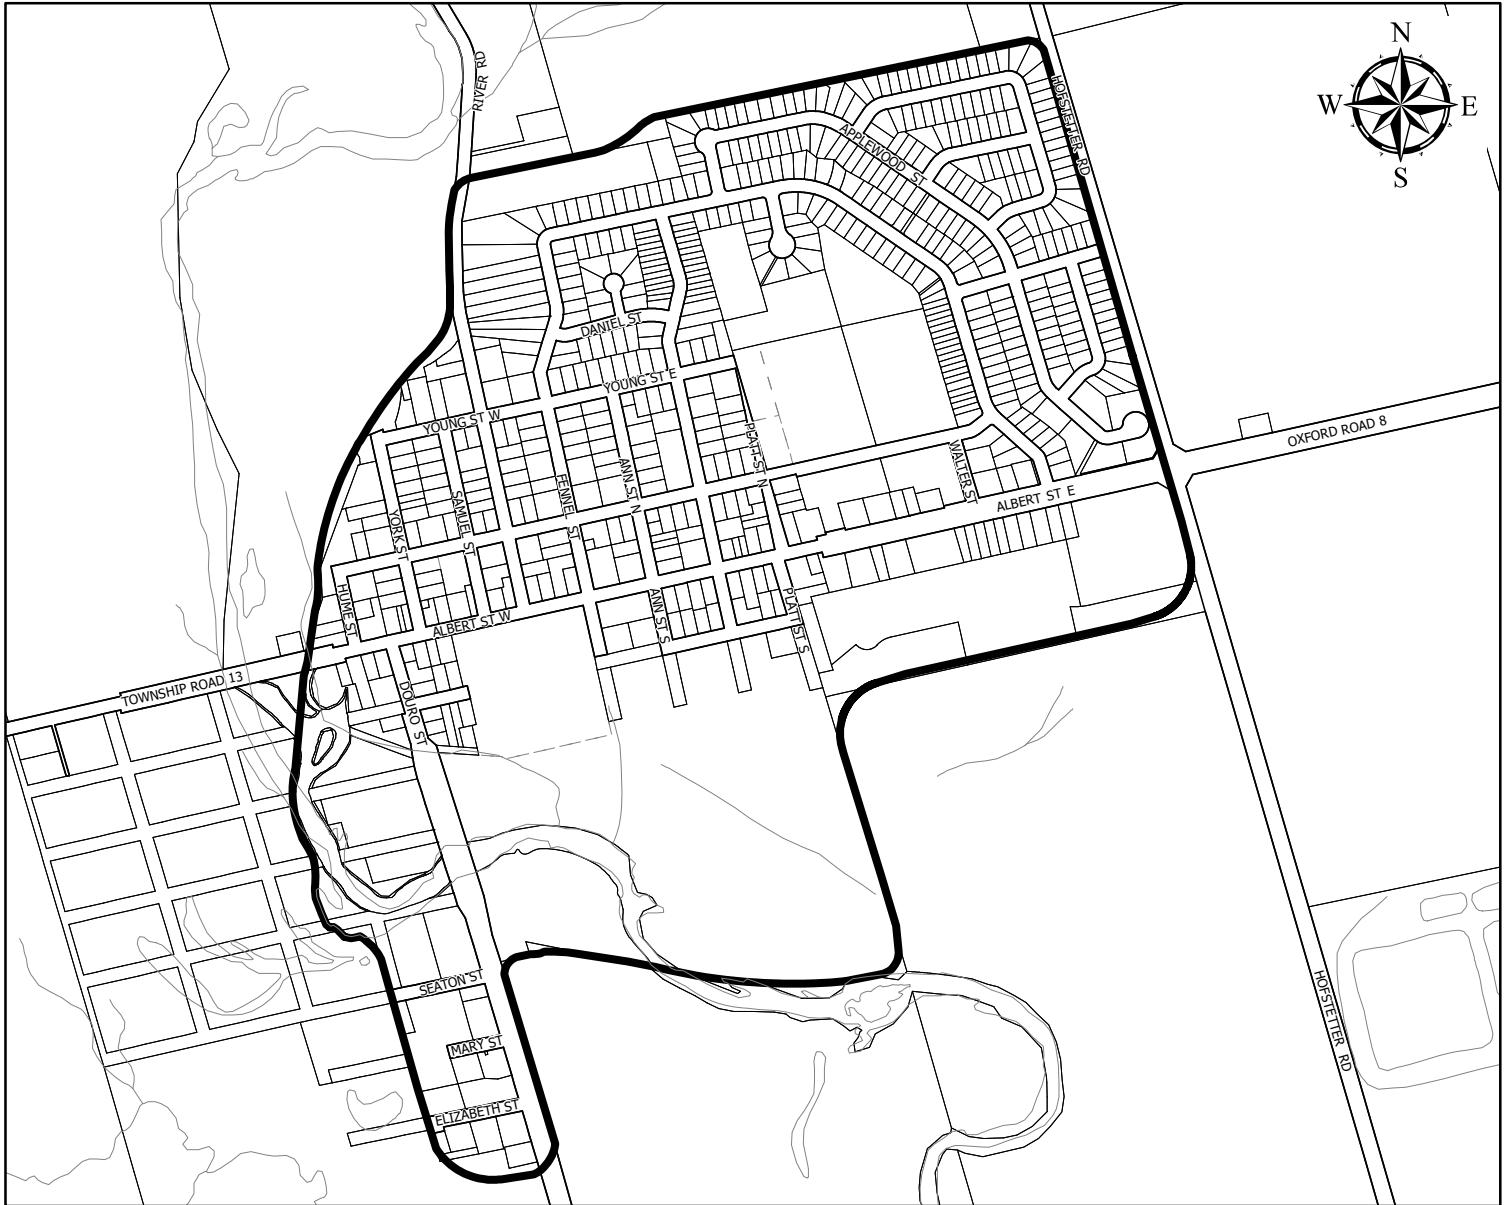 N
W E
S
RIVER RD
HOFSTETTER RD
APPLEWOOD ST
DANIEL ST
YOUNG ST E
YOUNG ST W
OXFORD ROAD 8
PLATT ST N
WALTER ST
ANN ST N
FENNEL ST
SAMUEL ST
YORK ST
ALBERT ST E
HUME ST
ANN ST S
PLATT ST S
ALBERT ST W
TOWNSHIP ROAD 13
DOURO ST
SEATON ST
HOFSTETTER RD
MARY ST
ELIZABETH ST